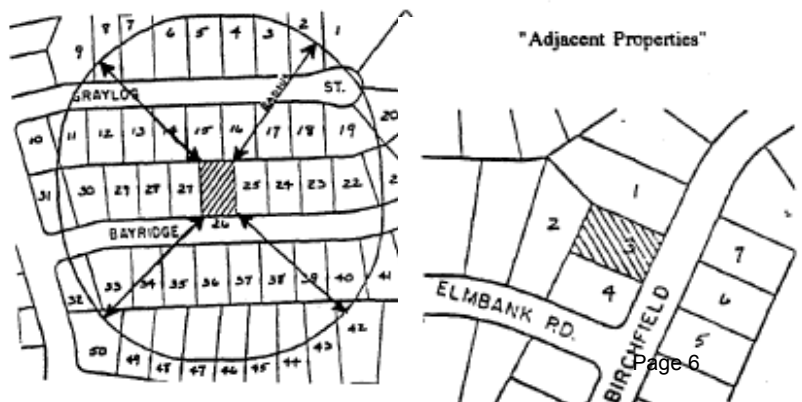 "Adjacent Properties"
9 8 7 6 5 4 3 2 1
GRAYLOG ST.
RADIUS
10 11 12 13 14 15 16 17 18 19 20
31 30 29 28 27 25 24 23 22
26
BAYRIDGE
32 33 34 35 36 37 38 39 40 41
50 49 48 47 46 45 44 43 42
1
2 3
4
7
6
5
ELMBANK RD.
BIRCHFIELD
Page 6